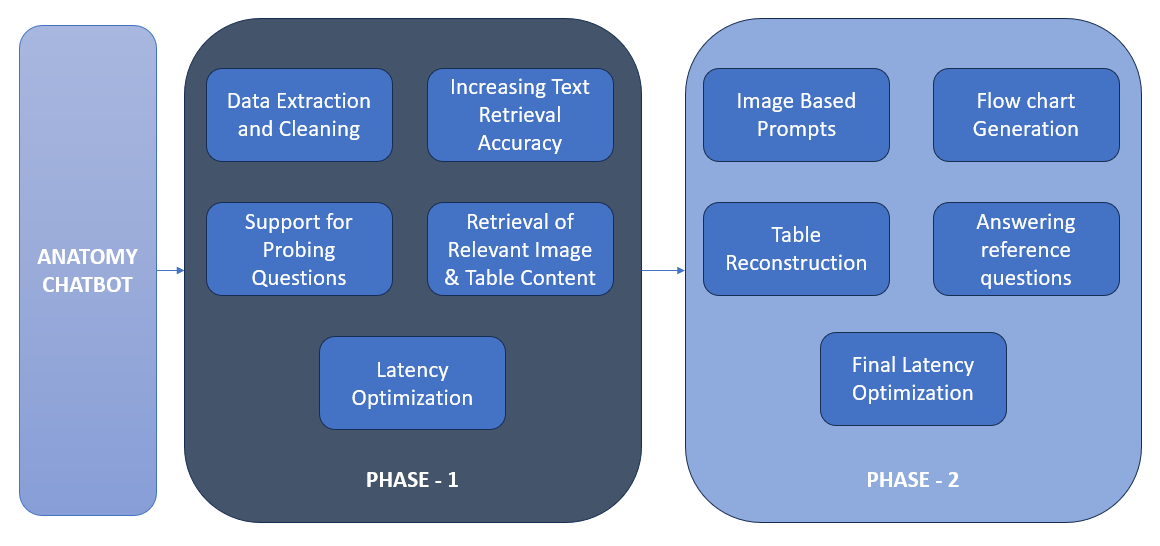 ANATOMY
CHATBOT
Data Extraction
and Cleaning
Increasing Text
Retrieval
Accuracy
Support for
Probing
Questions
Retrieval of
Relevant Image
& Table Content
Latency
Optimization
PHASE - 1
Image Based
Prompts
Flow chart
Generation
Table
Reconstruction
Answering
reference
questions
Final Latency
Optimization
PHASE - 2